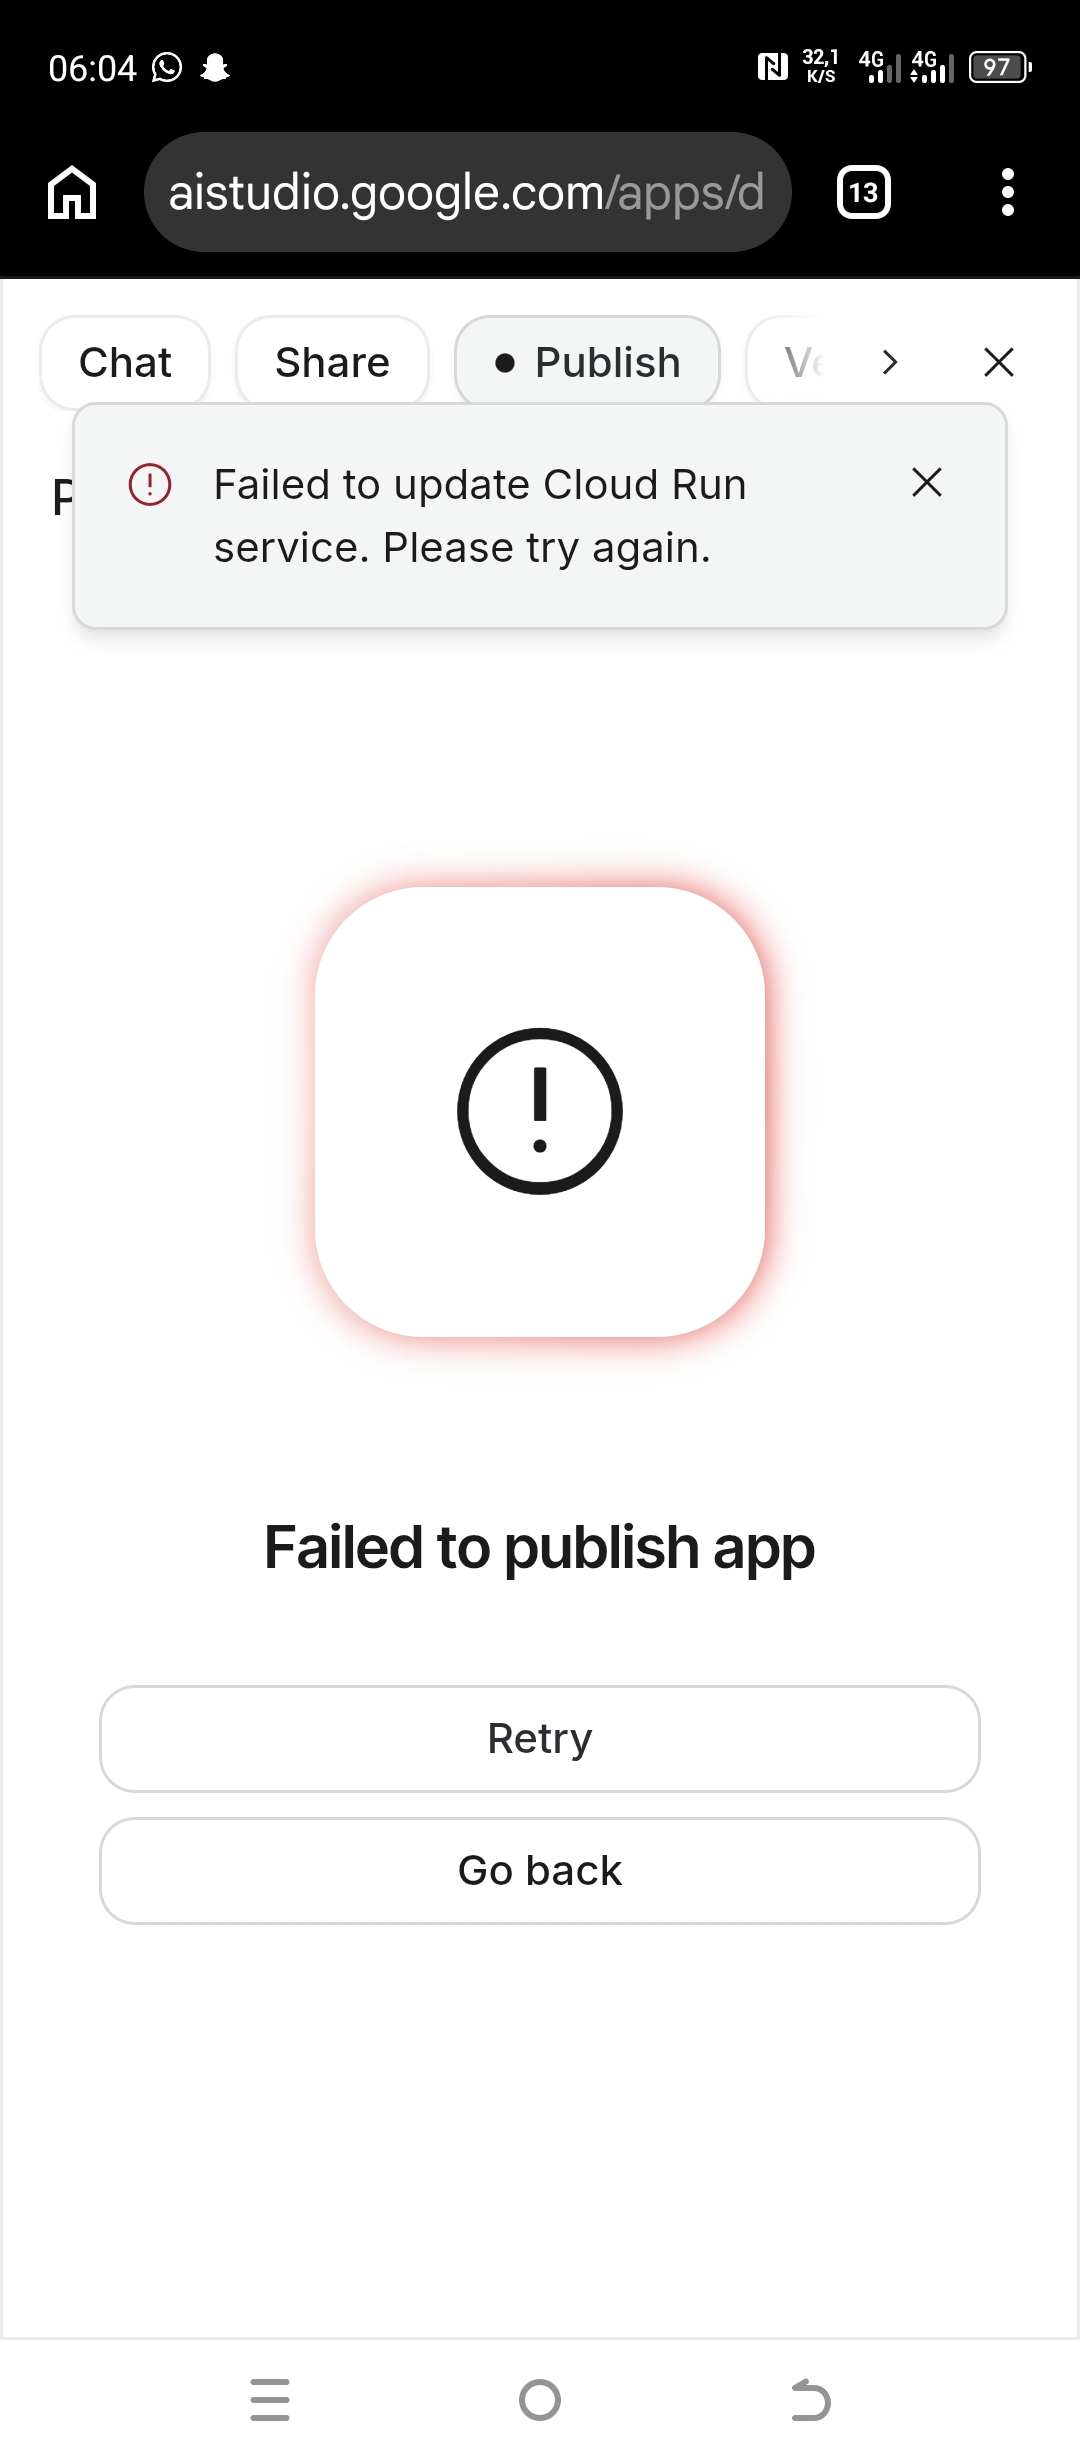 06:04
32,1
K/S
4G
4G
97
aistudio.google.com/apps/d
13
Chat
Share
Publish
Failed to update Cloud Run
service. Please try again.
Failed to publish app
Retry
Go back